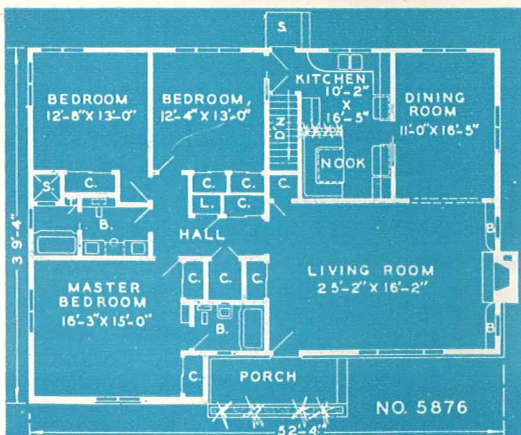 S.
BEDROOM
12'-8" X 13'-0"
BEDROOM,
12'-4" X 13'-0"
KITCHEN
10'-2"
X
16'-5"
DINING
ROOM
11'-0" X 16'-5"
D'N
NOOK
S.
C.
C.
C.
C.
L.
C.
B.
HALL
39'-4"
B
LIVING ROOM
25'-2" X 16'-2"
MASTER
BEDROOM
16'-3" X 15'-0"
C.
C.
C.
B.
B
C.
PORCH
NO. 5876
52'-4"